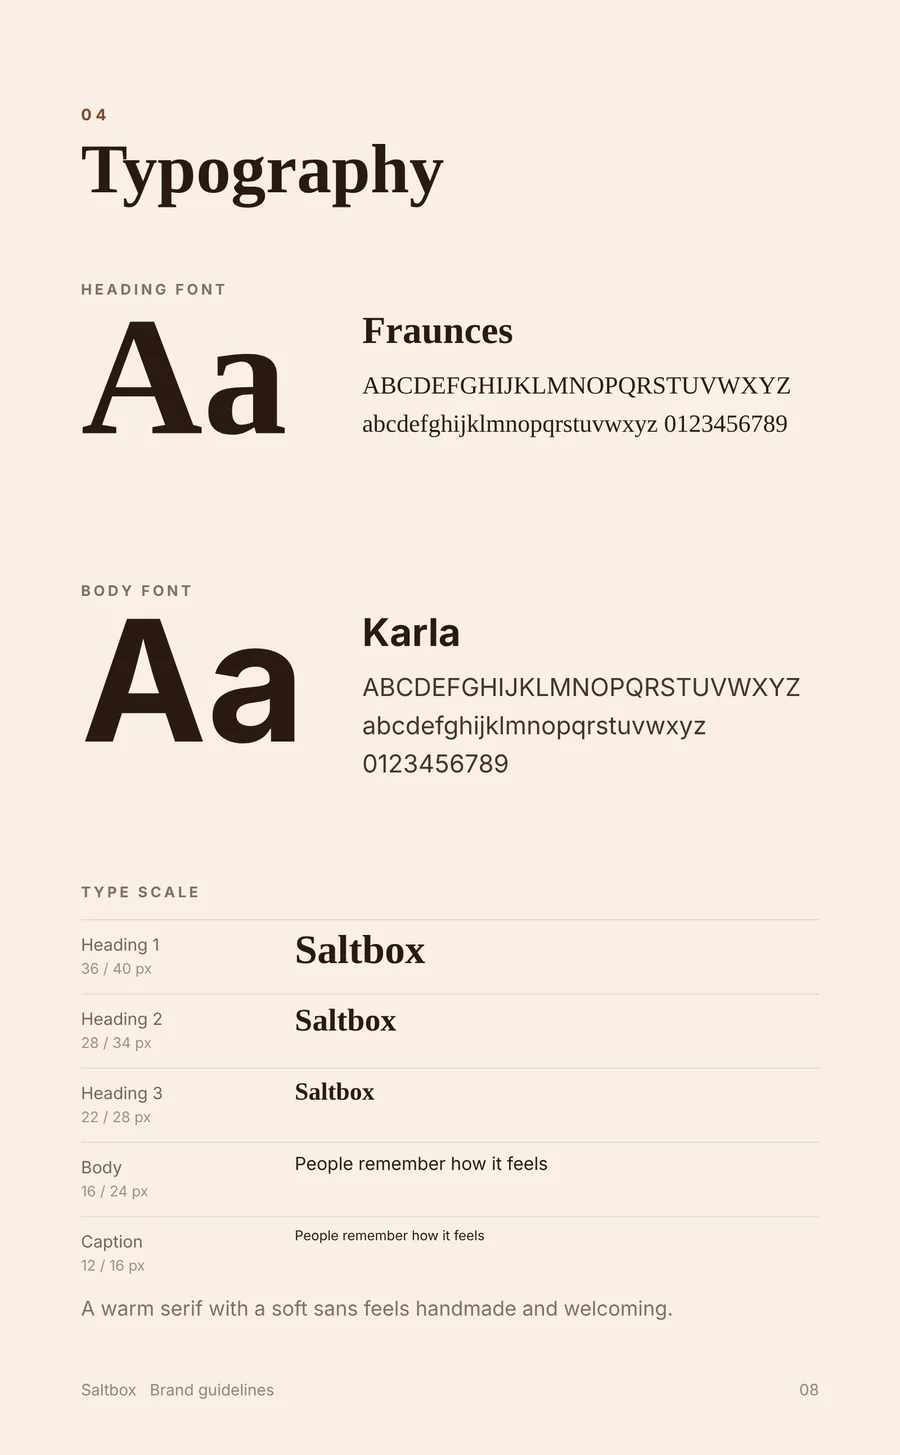 04
Typography
HEADING FONT
Aa
Fraunces
ABCDEFGHIJKLMNOPQRSTUVWXYZ
abcdefghijklmnopqrstuvwxyz 0123456789
BODY FONT
Aa
Karla
ABCDEFGHIJKLMNOPQRSTUVWXYZ
abcdefghijklmnopqrstuvwxyz
0123456789
TYPE SCALE
Heading 1
36 / 40 px
Saltbox
Heading 2
28 / 34 px
Saltbox
Heading 3
22 / 28 px
Saltbox
Body
16 / 24 px
People remember how it feels
Caption
12 / 16 px
People remember how it feels
A warm serif with a soft sans feels handmade and welcoming.
Saltbox Brand guidelines
08